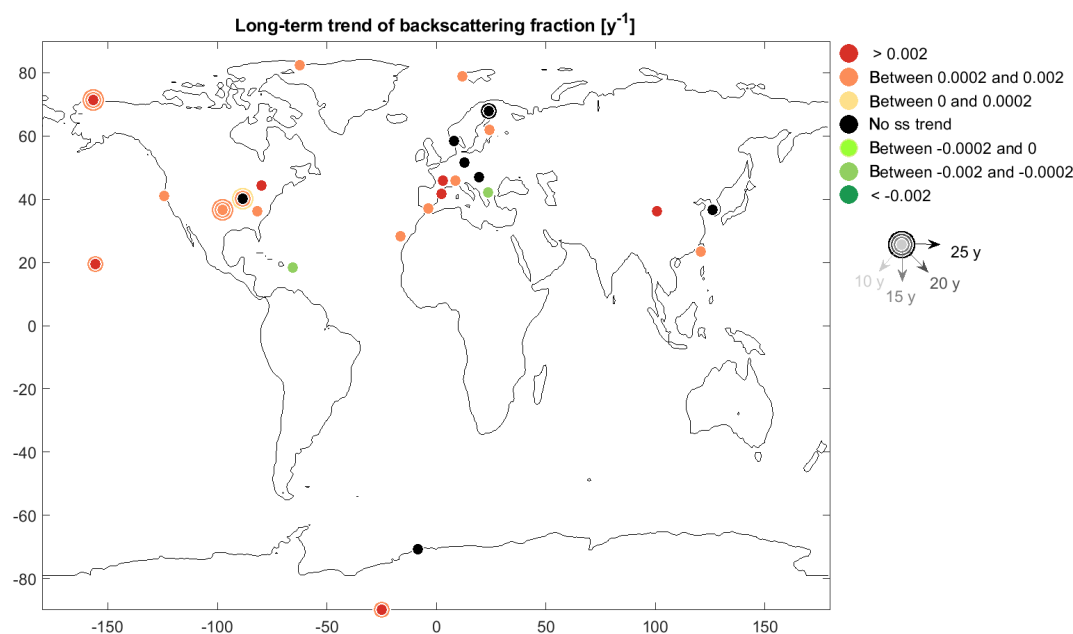 Long-term trend of backscattering fraction [y⁻¹]
80
60
40
20
0
-20
-40
-60
-80
-150
-100
-50
0
50
100
150
> 0.002
Between 0.0002 and 0.002
Between 0 and 0.0002
No ss trend
Between -0.0002 and 0
Between -0.002 and -0.0002
< -0.002
25 y
20 y
15 y
10 y